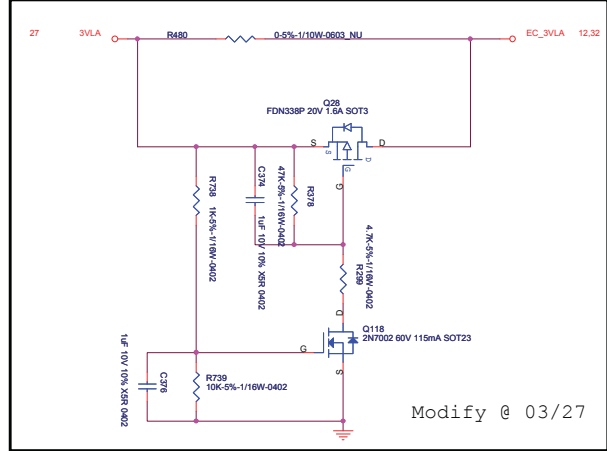 27 3VLA R480 0-5%-1/10W-0603_NU EC_3VLA 12,32
Q28
FDN338P 20V 1.6A SOT3
S D
S D
G
G
R738
1K-5%-1/16W-0402
C374
1uF 10V 10% X5R 0402
47K-5%-1/16W-0402
R378
4.7K-5%-1/16W-0402
R299
D
Q118
2N7002 60V 115mA SOT23
G
S
1uF 10V 10% X5R 0402
C376
R739
10K-5%-1/16W-0402
Modify @ 03/27